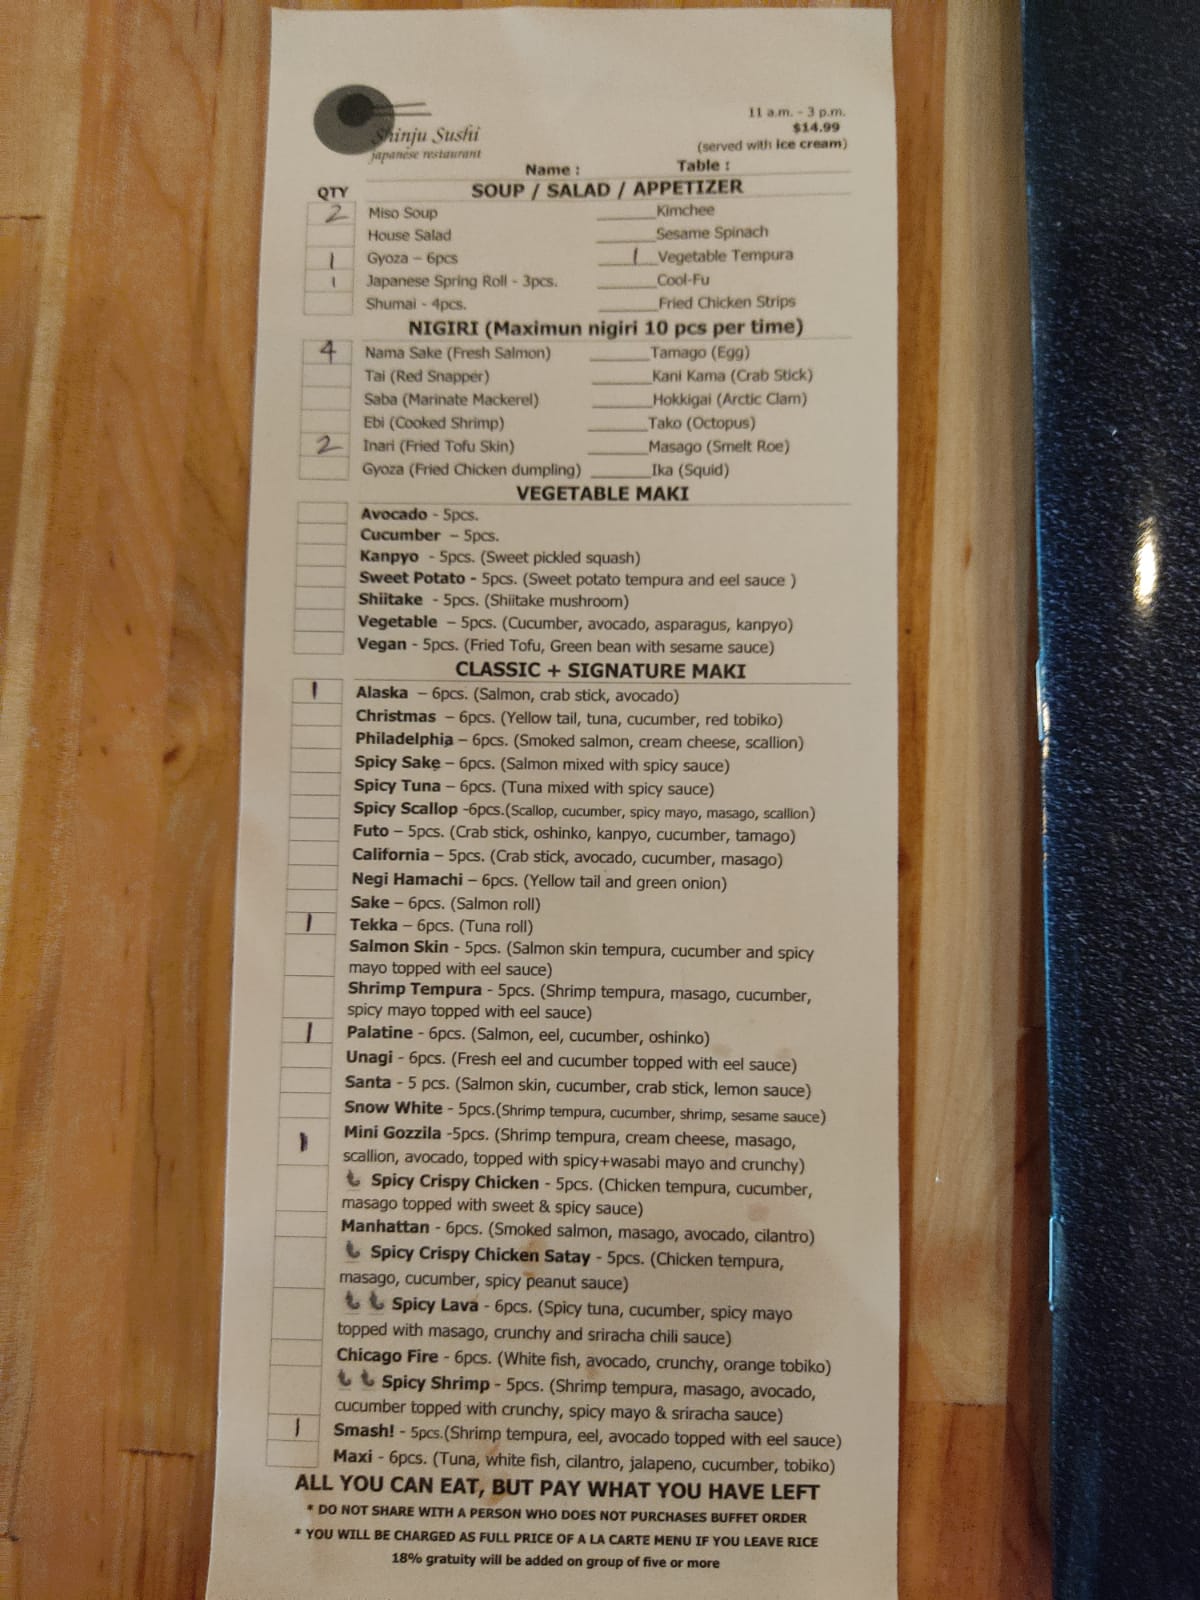 Shinju Sushi
japanese restaurant
11 a.m. - 3 p.m.
$14.99
(served with ice cream)
Name : Table :
QTY SOUP / SALAD / APPETIZER
2 Miso Soup ______Kimchee
House Salad ______Sesame Spinach
1 Gyoza – 6pcs ___1__Vegetable Tempura
1 Japanese Spring Roll - 3pcs. ______Cool-Fu
Shumai - 4pcs. ______Fried Chicken Strips
NIGIRI (Maximun nigiri 10 pcs per time)
4 Nama Sake (Fresh Salmon) ______Tamago (Egg)
Tai (Red Snapper) ______Kani Kama (Crab Stick)
Saba (Marinate Mackerel) ______Hokkigai (Arctic Clam)
Ebi (Cooked Shrimp) ______Tako (Octopus)
2 Inari (Fried Tofu Skin) ______Masago (Smelt Roe)
Gyoza (Fried Chicken dumpling) ______Ika (Squid)
VEGETABLE MAKI
Avocado - 5pcs.
Cucumber – 5pcs.
Kanpyo - 5pcs. (Sweet pickled squash)
Sweet Potato - 5pcs. (Sweet potato tempura and eel sauce )
Shiitake - 5pcs. (Shiitake mushroom)
Vegetable – 5pcs. (Cucumber, avocado, asparagus, kanpyo)
Vegan - 5pcs. (Fried Tofu, Green bean with sesame sauce)
CLASSIC + SIGNATURE MAKI
1 Alaska – 6pcs. (Salmon, crab stick, avocado)
Christmas – 6pcs. (Yellow tail, tuna, cucumber, red tobiko)
Philadelphia – 6pcs. (Smoked salmon, cream cheese, scallion)
Spicy Sake – 6pcs. (Salmon mixed with spicy sauce)
Spicy Tuna – 6pcs. (Tuna mixed with spicy sauce)
Spicy Scallop -6pcs.(Scallop, cucumber, spicy mayo, masago, scallion)
Futo – 5pcs. (Crab stick, oshinko, kanpyo, cucumber, tamago)
California – 5pcs. (Crab stick, avocado, cucumber, masago)
Negi Hamachi – 6pcs. (Yellow tail and green onion)
Sake – 6pcs. (Salmon roll)
1 Tekka – 6pcs. (Tuna roll)
Salmon Skin - 5pcs. (Salmon skin tempura, cucumber and spicy
mayo topped with eel sauce)
Shrimp Tempura - 5pcs. (Shrimp tempura, masago, cucumber,
spicy mayo topped with eel sauce)
1 Palatine - 6pcs. (Salmon, eel, cucumber, oshinko)
Unagi - 6pcs. (Fresh eel and cucumber topped with eel sauce)
Santa - 5 pcs. (Salmon skin, cucumber, crab stick, lemon sauce)
Snow White - 5pcs.(Shrimp tempura, cucumber, shrimp, sesame sauce)
1 Mini Gozzila -5pcs. (Shrimp tempura, cream cheese, masago,
scallion, avocado, topped with spicy+wasabi mayo and crunchy)
Spicy Crispy Chicken - 5pcs. (Chicken tempura, cucumber,
masago topped with sweet & spicy sauce)
Manhattan - 6pcs. (Smoked salmon, masago, avocado, cilantro)
Spicy Crispy Chicken Satay - 5pcs. (Chicken tempura,
masago, cucumber, spicy peanut sauce)
Spicy Lava - 6pcs. (Spicy tuna, cucumber, spicy mayo
topped with masago, crunchy and sriracha chili sauce)
Chicago Fire - 6pcs. (White fish, avocado, crunchy, orange tobiko)
Spicy Shrimp - 5pcs. (Shrimp tempura, masago, avocado,
cucumber topped with crunchy, spicy mayo & sriracha sauce)
1 Smash! - 5pcs.(Shrimp tempura, eel, avocado topped with eel sauce)
Maxi - 6pcs. (Tuna, white fish, cilantro, jalapeno, cucumber, tobiko)
ALL YOU CAN EAT, BUT PAY WHAT YOU HAVE LEFT
* DO NOT SHARE WITH A PERSON WHO DOES NOT PURCHASES BUFFET ORDER
* YOU WILL BE CHARGED AS FULL PRICE OF A LA CARTE MENU IF YOU LEAVE RICE
18% gratuity will be added on group of five or more